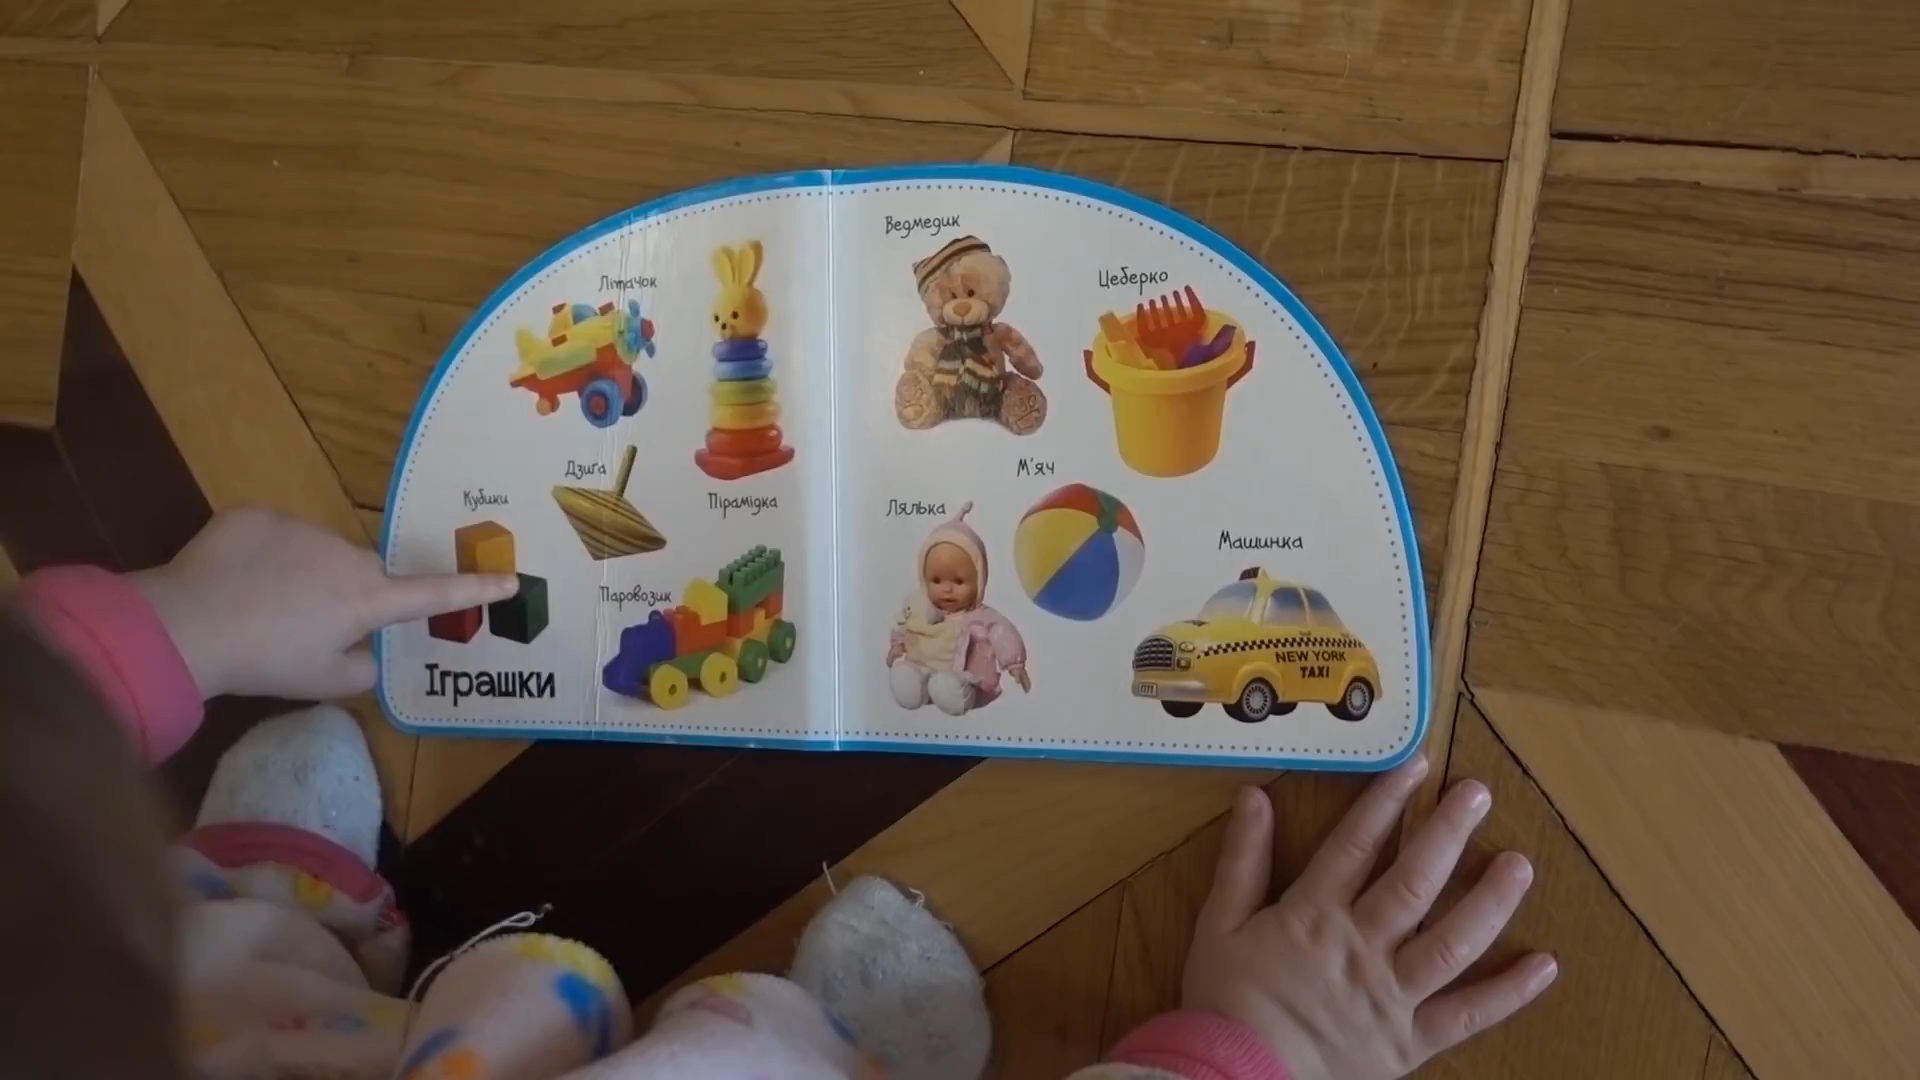 Літачок
Дзиґа
Кубики
Пірамідка
Паровозик
Іграшки
Ведмедик
Цеберко
М'яч
Лялька
Машинка
NEW YORK
TAXI